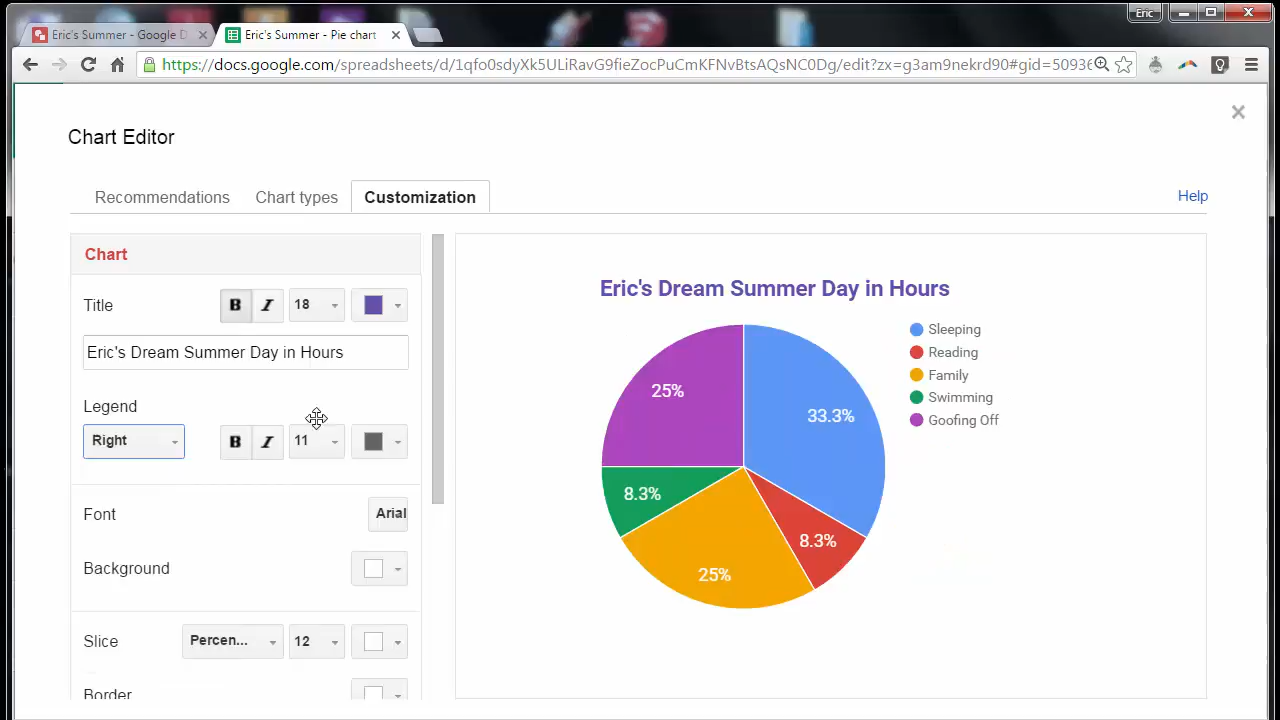 Eric
Eric's Summer - Google D
Eric's Summer - Pie chart
https://docs.google.com/spreadsheets/d/1qfo0sdyXk5ULiRavG9fieZocPuCmKFNvBtsAQsNC0Dg/edit?zx=g3am9nekrd90#gid=5093
Chart Editor
Recommendations
Chart types
Customization
Help
Chart
Title
B I 18
Eric's Dream Summer Day in Hours
Legend
Right
B I 11
Font
Arial
Background
Slice
Percen...
12
Border
Eric's Dream Summer Day in Hours
Sleeping
Reading
Family
Swimming
Goofing Off
25%
33.3%
8.3%
8.3%
25%